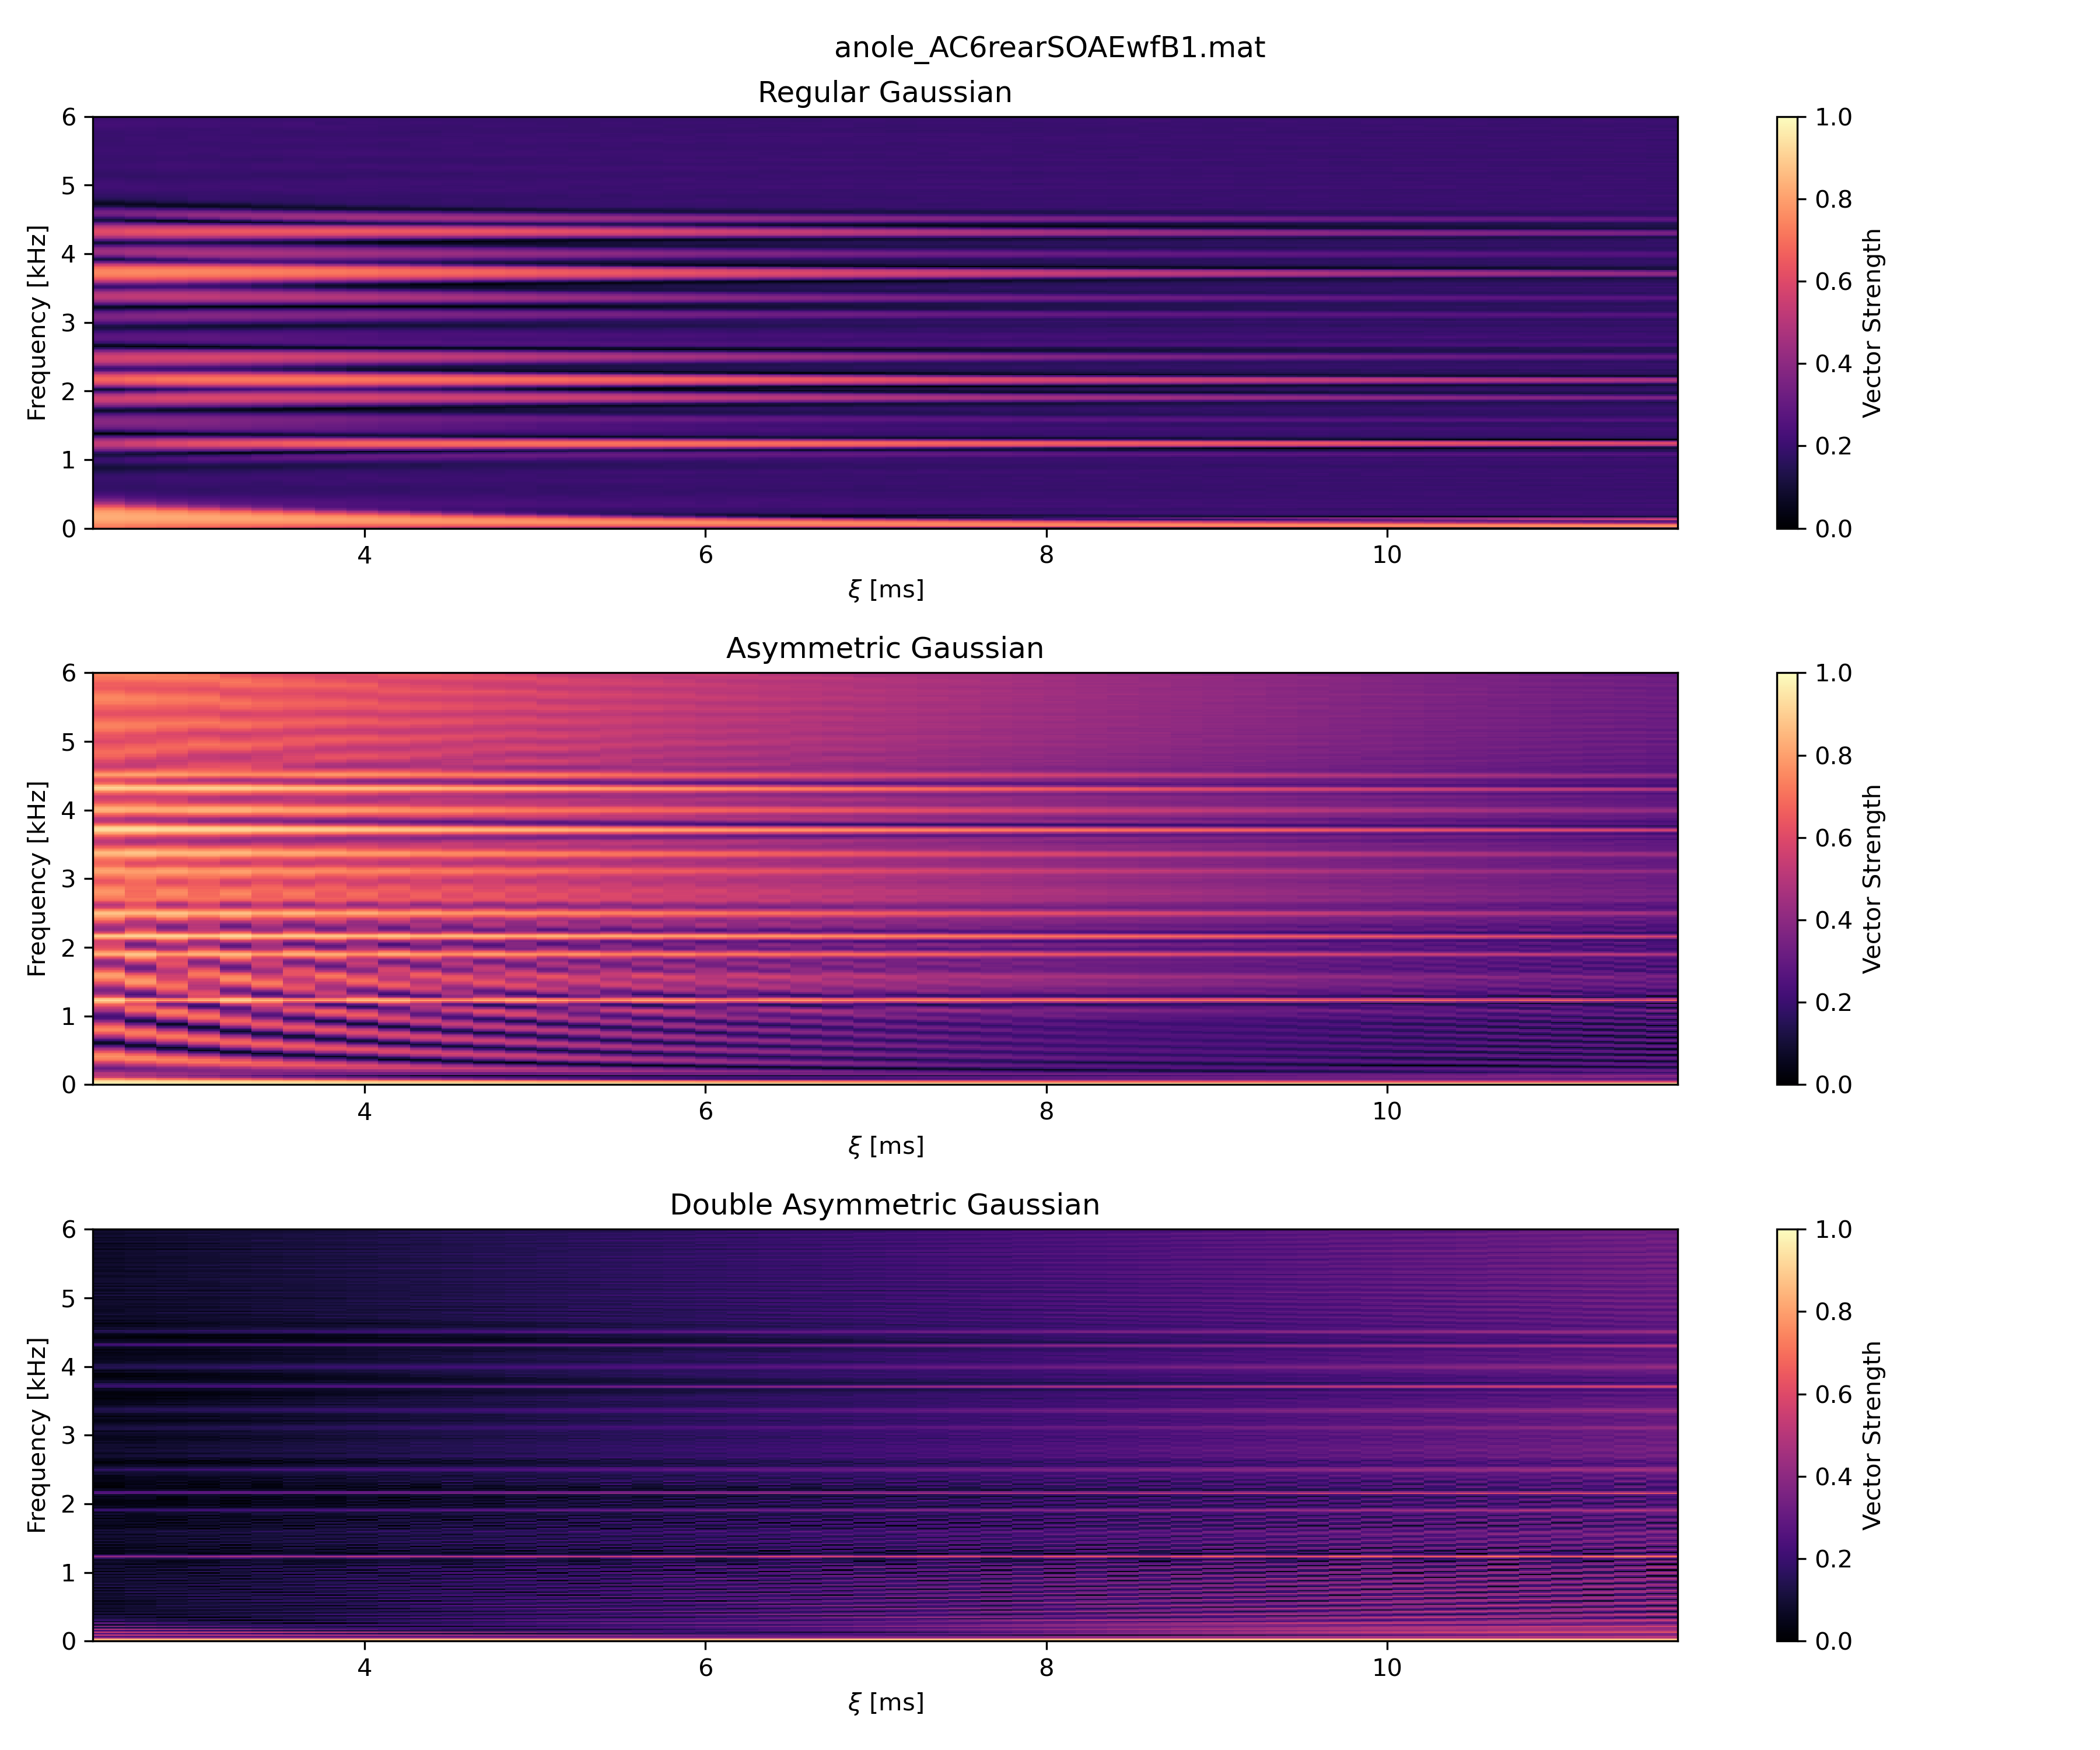 anole_AC6rearSOAEwfB1.mat
Regular Gaussian
6
5
4
3
2
1
0
Frequency [kHz]
4 6 8 10
ξ [ms]
1.0
0.8
0.6
0.4
0.2
0.0
Vector Strength
Asymmetric Gaussian
6
5
4
3
2
1
0
Frequency [kHz]
4 6 8 10
ξ [ms]
1.0
0.8
0.6
0.4
0.2
0.0
Vector Strength
Double Asymmetric Gaussian
6
5
4
3
2
1
0
Frequency [kHz]
4 6 8 10
ξ [ms]
1.0
0.8
0.6
0.4
0.2
0.0
Vector Strength